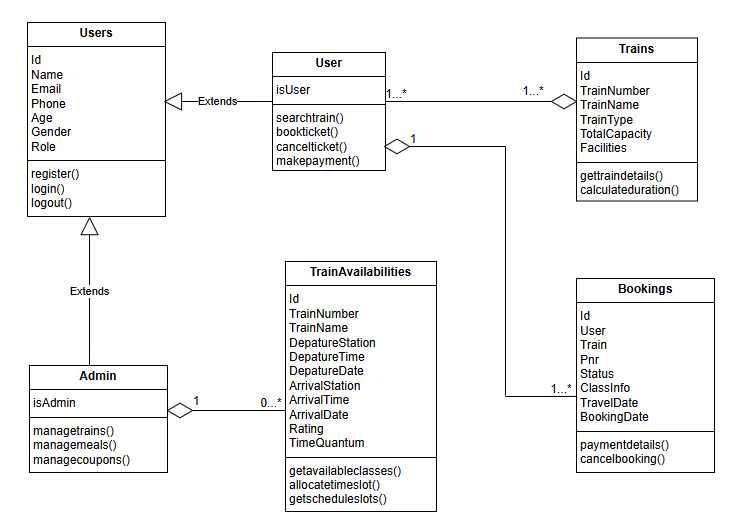 Users
Id
Name
Email
Phone
Age
Gender
Role
register()
login()
logout()
Extends
User
isUser
searchtrain()
bookticket()
cancelticket()
makepayment()
1...*
1...*
1
Trains
Id
TrainNumber
TrainName
TrainType
TotalCapacity
Facilities
gettraindetails()
calculateduration()
Extends
Admin
isAdmin
managetrains()
managemeals()
managecoupons()
1
0...*
TrainAvailabilities
Id
TrainNumber
TrainName
DepatureStation
DepatureTime
DepatureDate
ArrivalStation
ArrivalTime
ArrivalDate
Rating
TimeQuantum
getavailableclasses()
allocatetimeslot()
getscheduleslots()
1...*
Bookings
Id
User
Train
Pnr
Status
ClassInfo
TravelDate
BookingDate
paymentdetails()
cancelbooking()